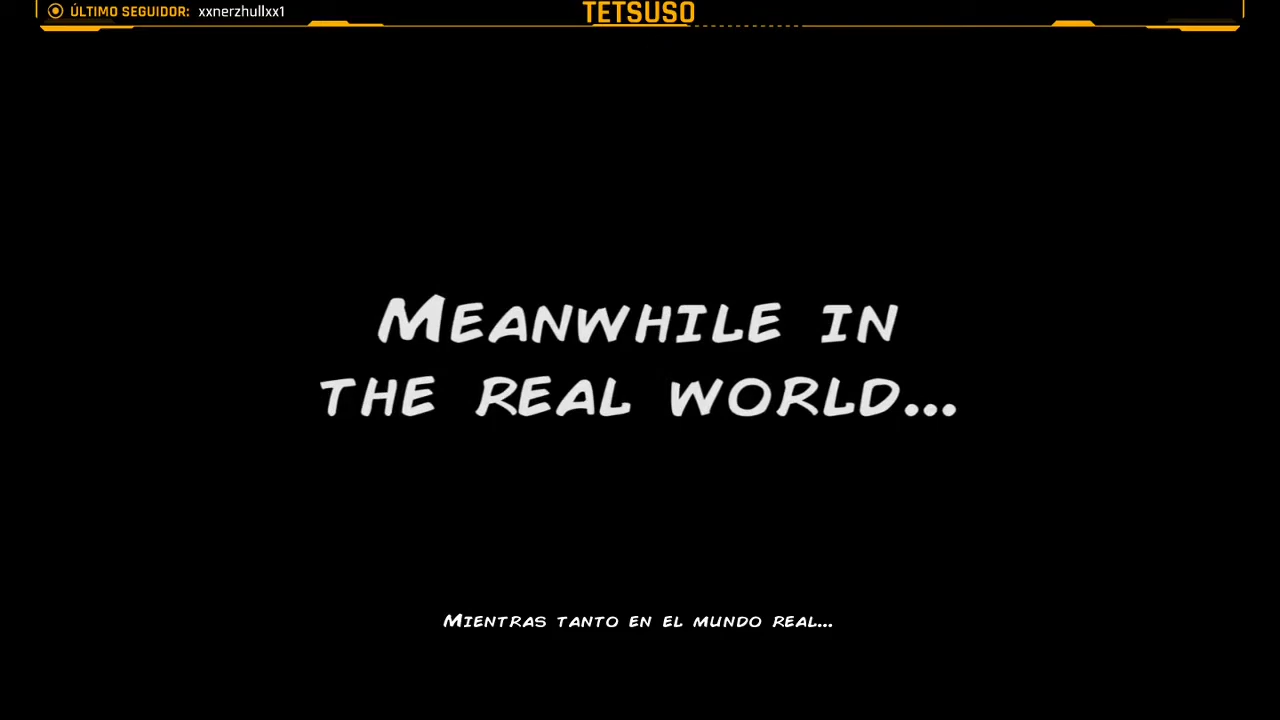 ÚLTIMO SEGUIDOR: xxnerzhullxx1
TETSUSO
MEANWHILE IN
THE REAL WORLD...
MIENTRAS TANTO EN EL MUNDO REAL...